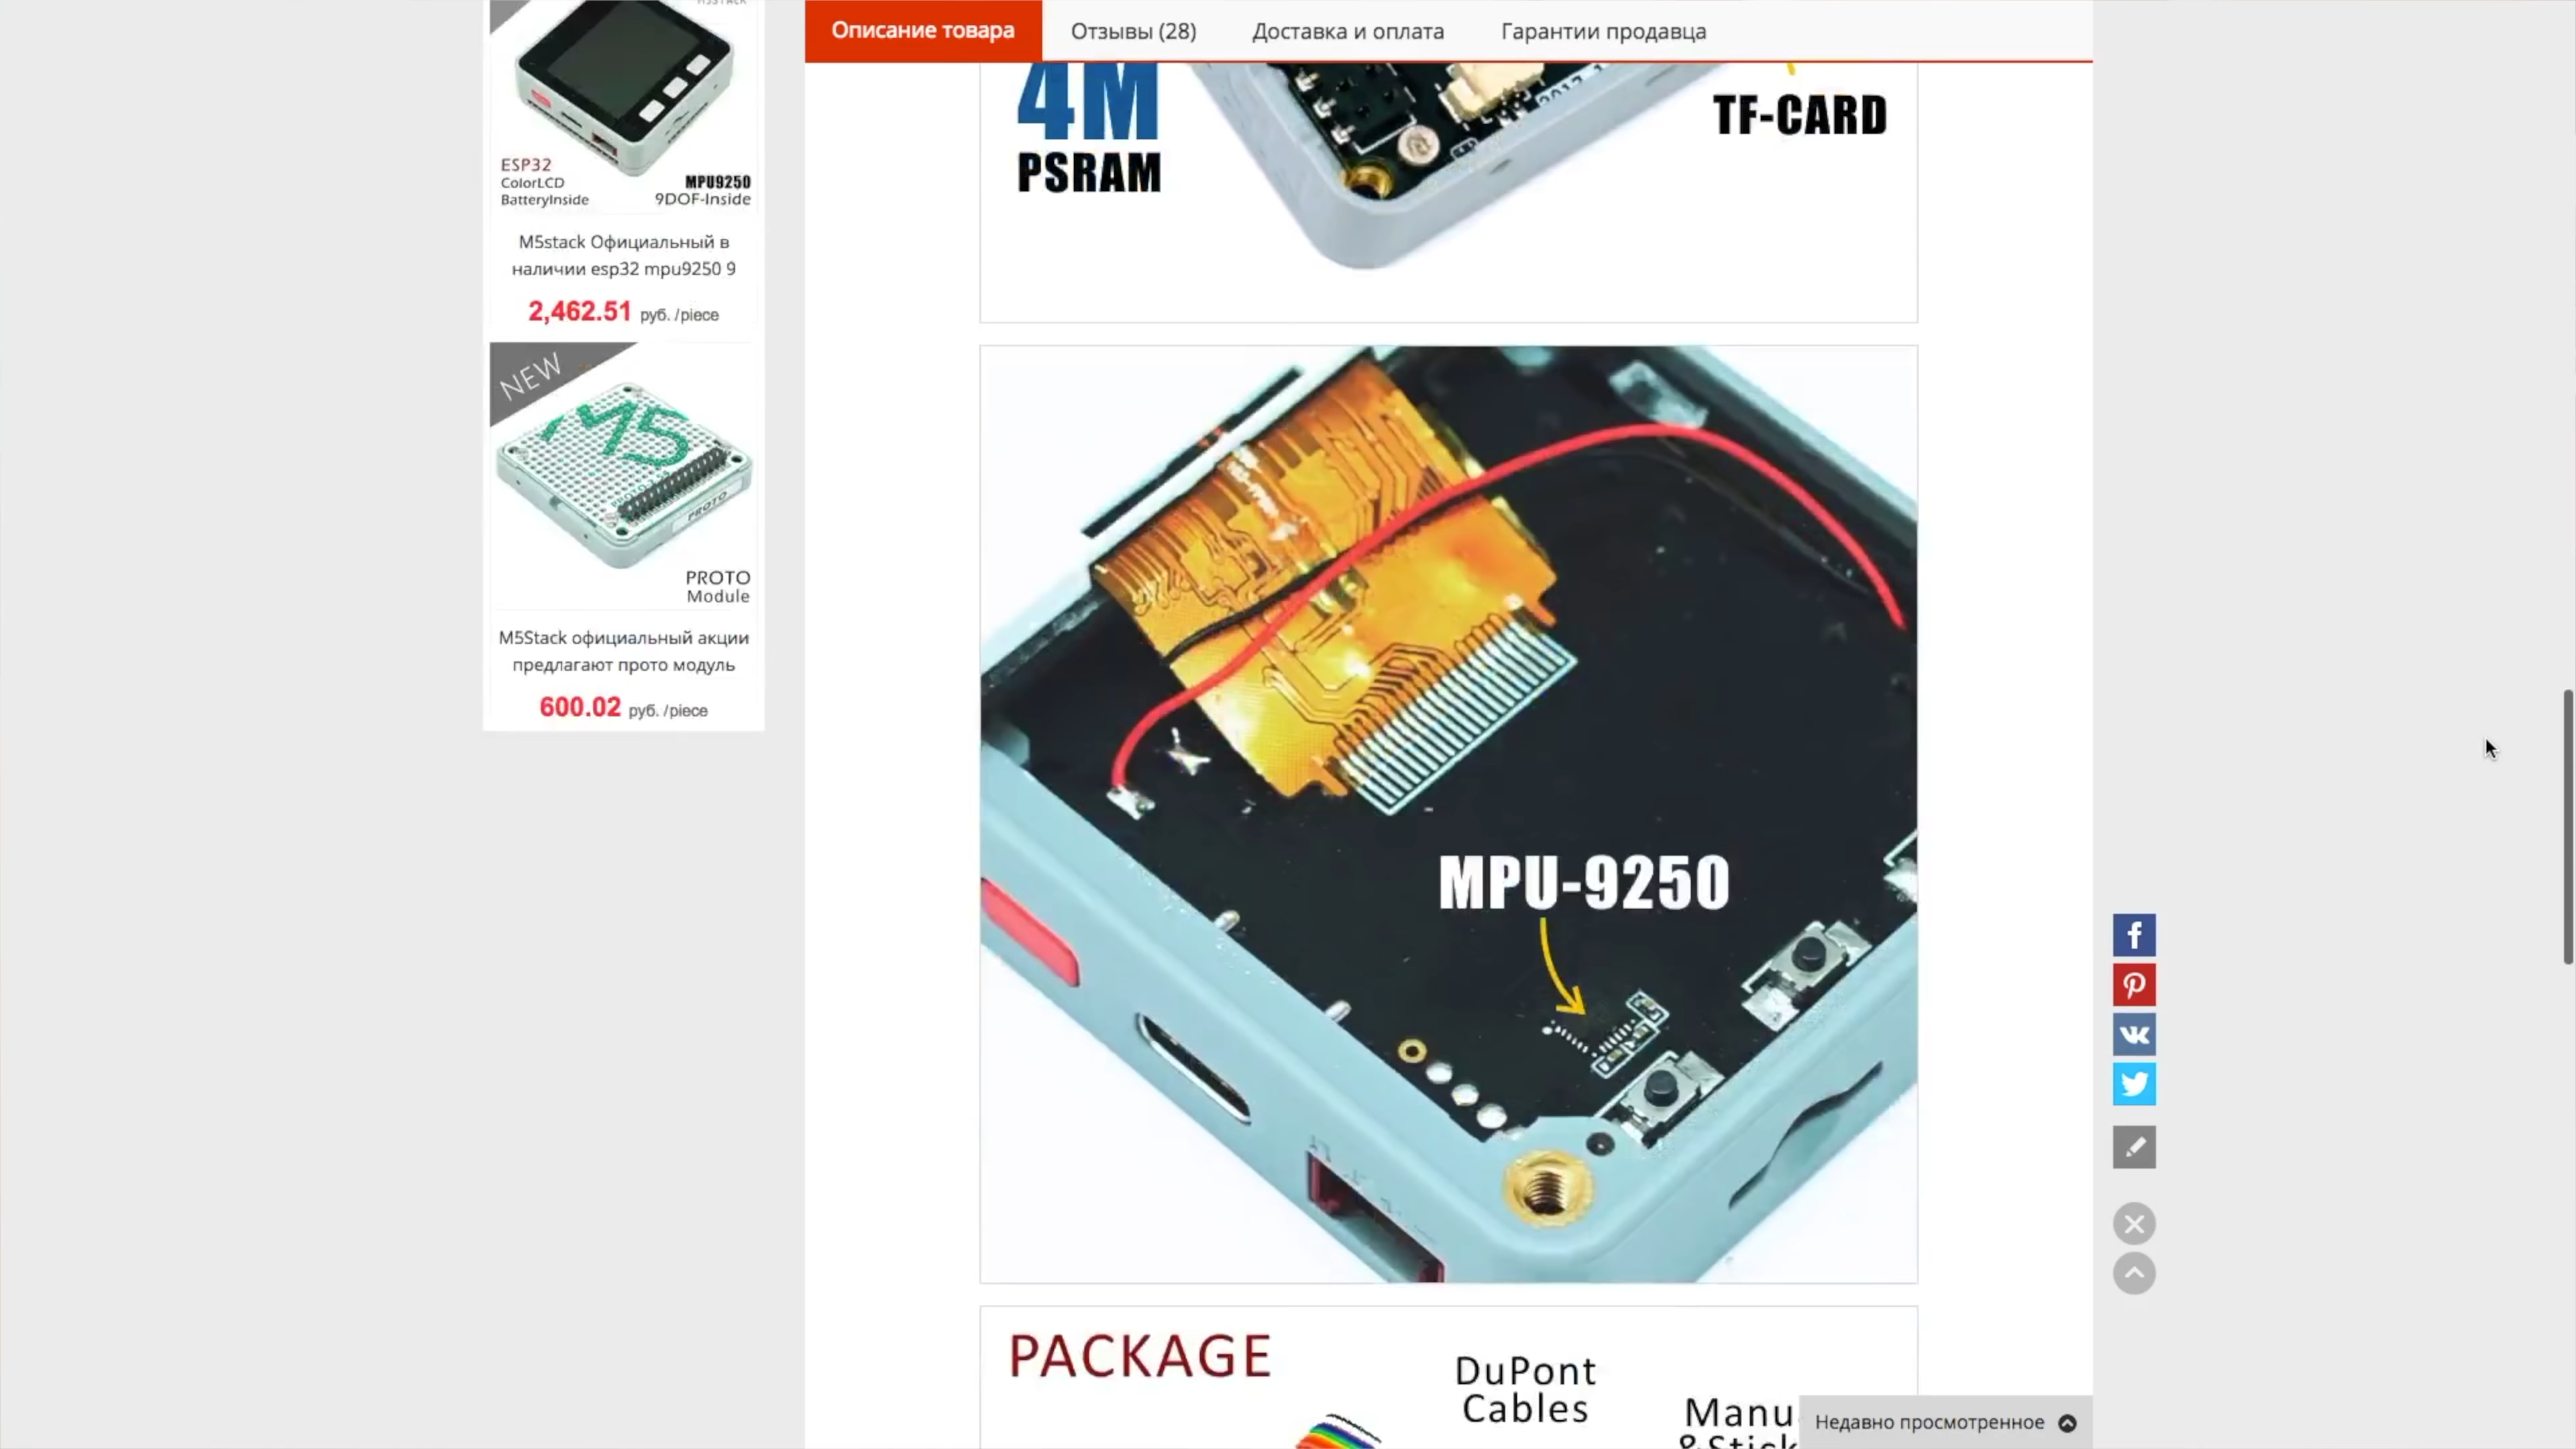 Описание товара
Отзывы (28)
Доставка и оплата
Гарантии продавца
ESP32
ColorLCD
BatteryInside
MPU9250
9DOF-Inside
M5stack Официальный в
наличии esp32 mpu9250 9
2,462.51 руб. /piece
NEW
M5
PROTO
PROTO
Module
M5Stack официальный акции
предлагают прото модуль
600.02 руб. /piece
4M
PSRAM
TF-CARD
MPU-9250
PACKAGE
DuPont
Cables
Недавно просмотренное